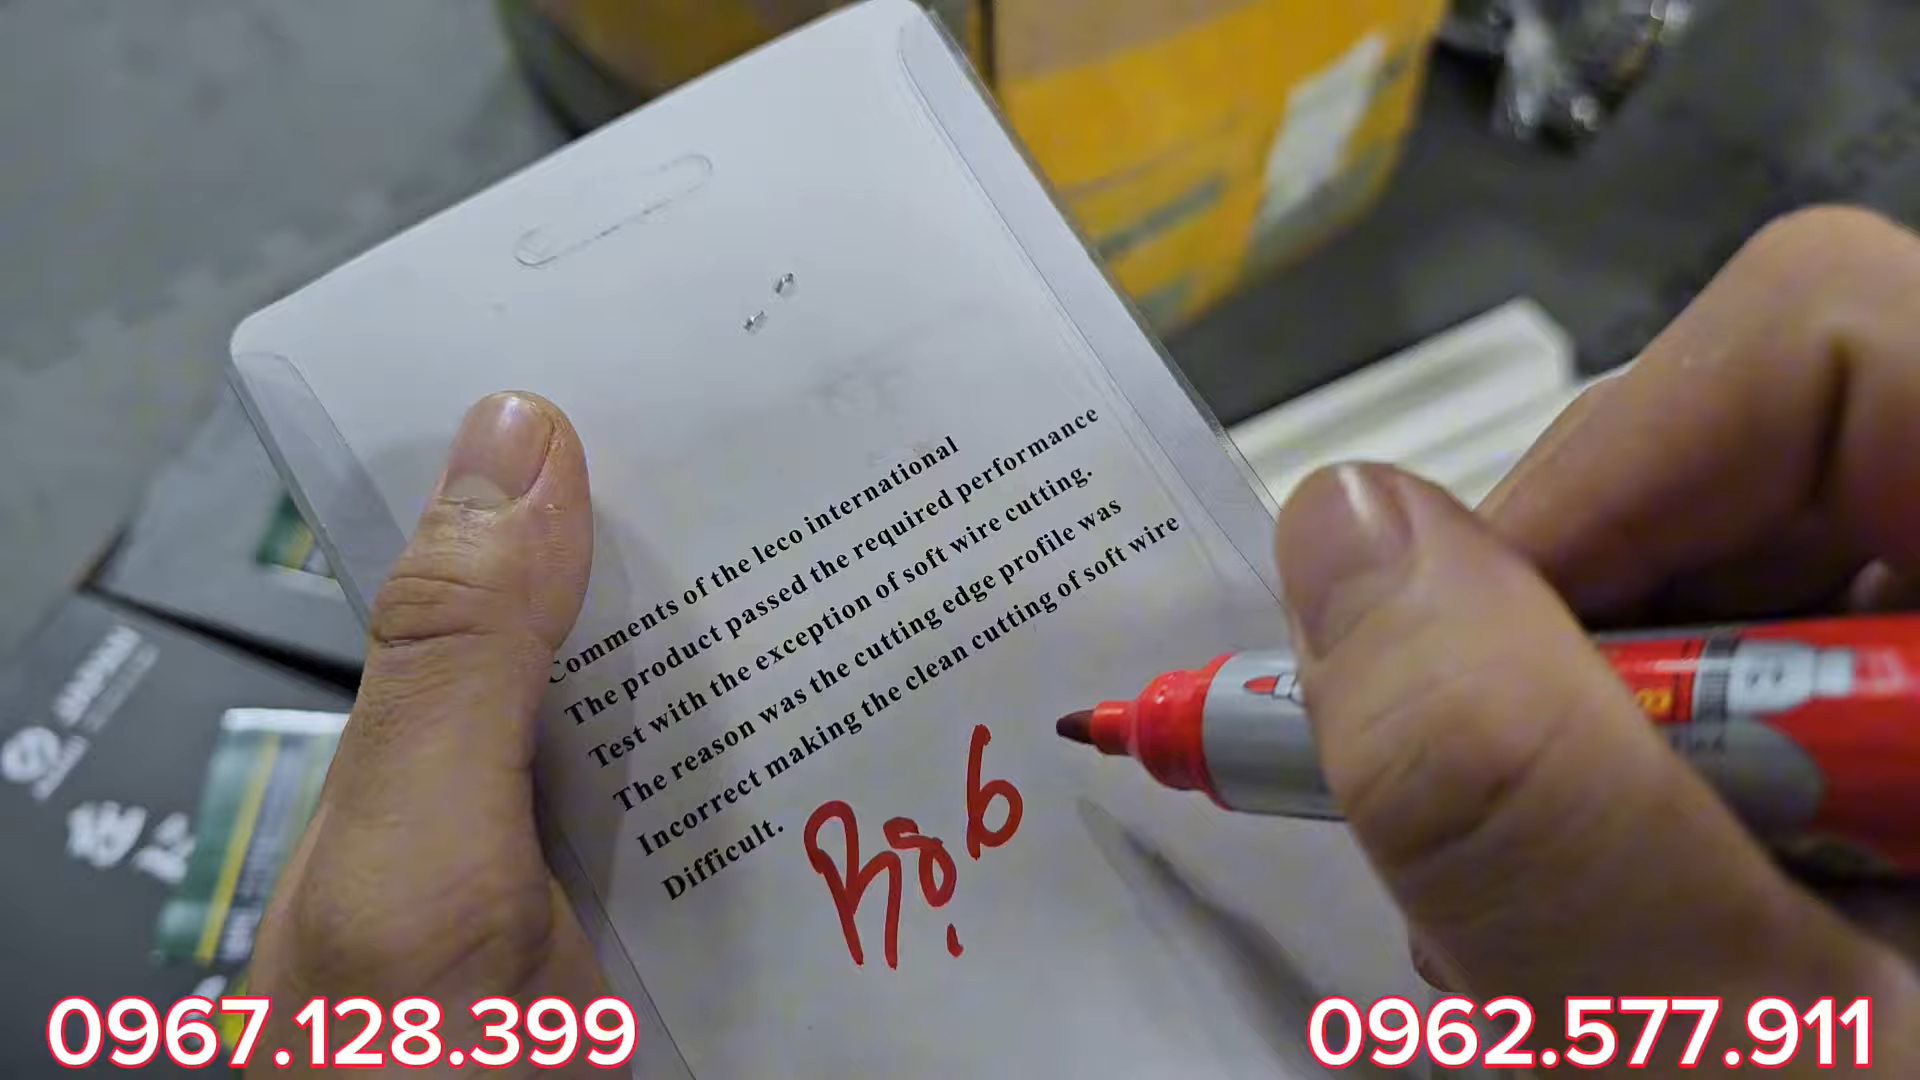 Comments of the leco international
The product passed the required performance
Test with the exception of soft wire cutting.
The reason was the cutting edge profile was
Incorrect making the clean cutting of soft wire
Difficult.
0967.128.399
0962.577.911